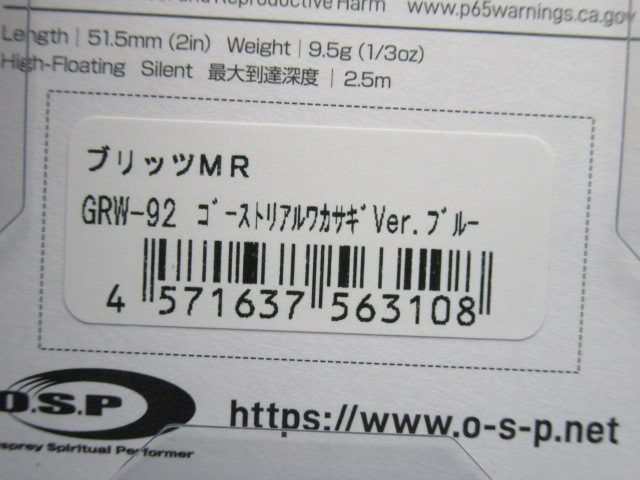 and Reproductive Harm www.p65warnings.ca.gov
Length | 51.5mm (2in) Weight | 9.5g (1/3oz)
High-Floating Silent 最大到達深度 | 2.5m
ブリッツMR
GRW-92 ｺﾞｰｽﾄﾘｱﾙﾜｶｻｷﾞVer.ﾌﾞﾙｰ
4 571637 563108
O.S.P
sprey Spiritual Performer
https://www.o-s-p.net